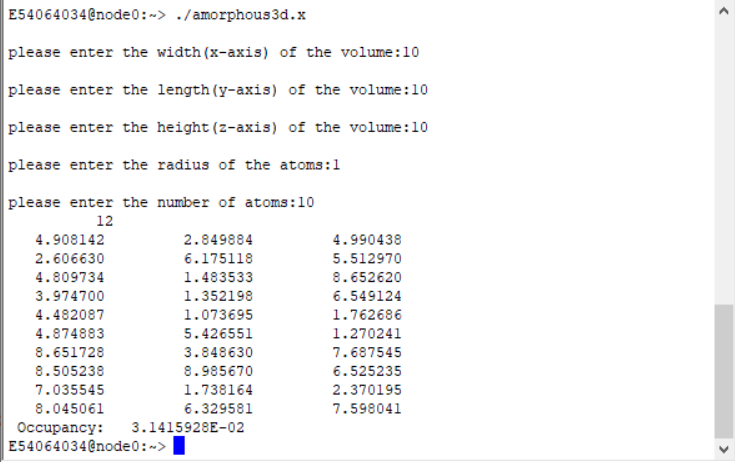 E54064034@node0:~> ./amorphous3d.x
please enter the width(x-axis) of the volume:10
please enter the length(y-axis) of the volume:10
please enter the height(z-axis) of the volume:10
please enter the radius of the atoms:1
please enter the number of atoms:10
12
4.908142 2.849884 4.990438
2.606630 6.175118 5.512970
4.809734 1.483533 8.652620
3.974700 1.352198 6.549124
4.482087 1.073695 1.762686
4.874883 5.426551 1.270241
8.651728 3.848630 7.687545
8.505238 8.985670 6.525235
7.035545 1.738164 2.370195
8.045061 6.329581 7.598041
Occupancy: 3.1415928E-02
E54064034@node0:~>